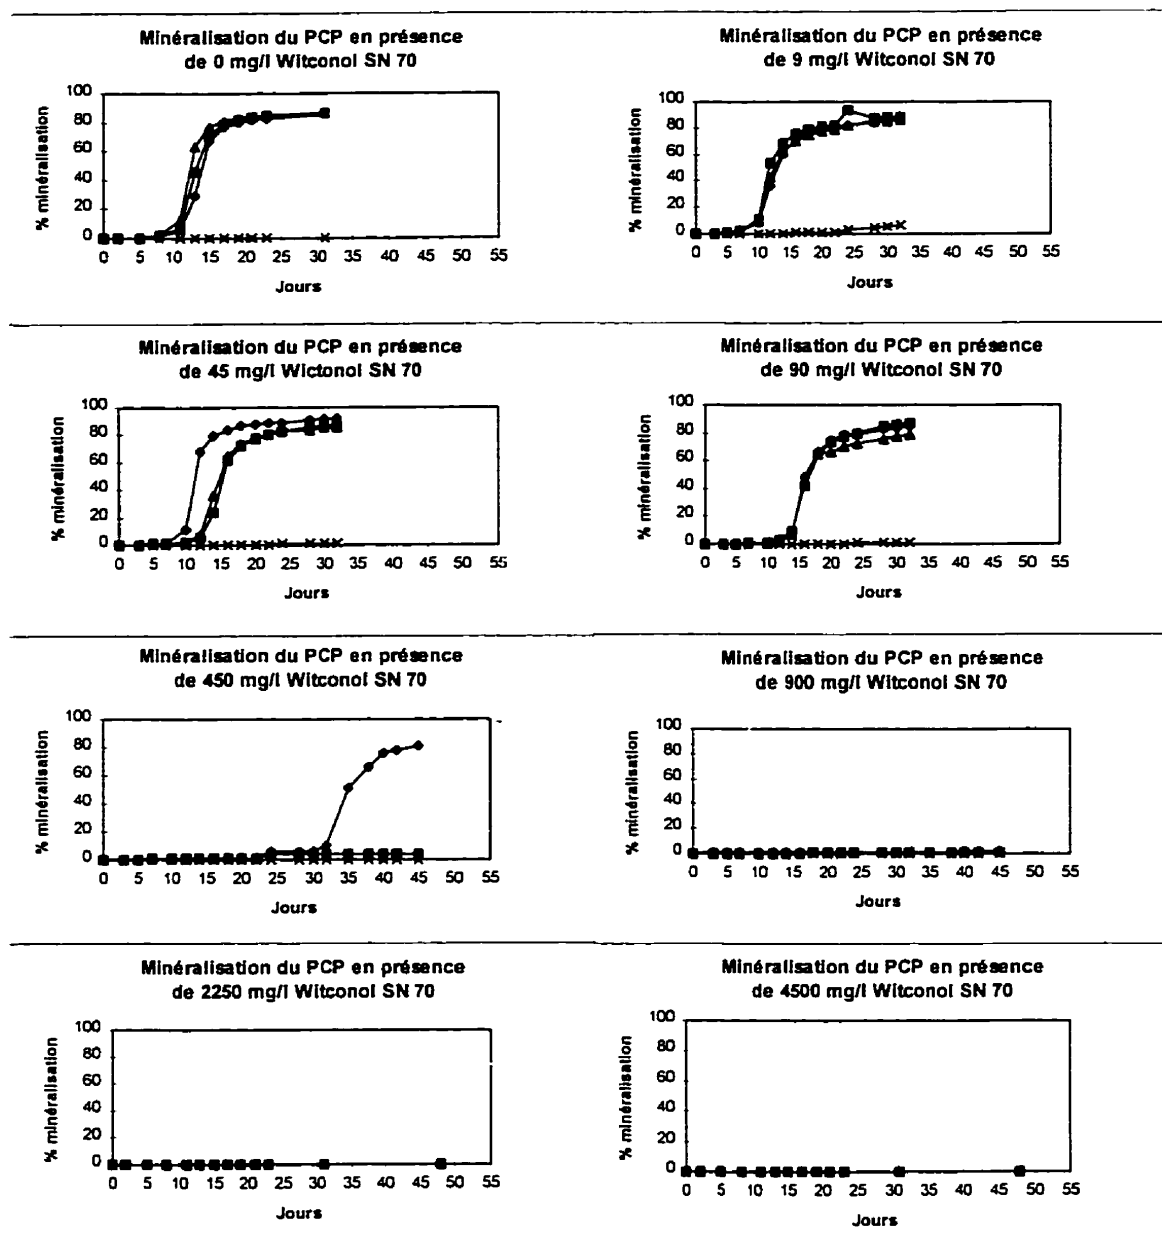 Minéralisation du PCP en présence
de 0 mg/l Witconol SN 70
% minéralisation
100
80
60
40
20
0
0 5 10 15 20 25 30 35 40 45 50 55
Jours
Minéralisation du PCP en présence
de 9 mg/l Witconol SN 70
% minéralisation
100
80
60
40
20
0
0 5 10 15 20 25 30 35 40 45 50 55
Jours
Minéralisation du PCP en présence
de 45 mg/l Wictonol SN 70
% minéralisation
100
80
60
40
20
0
0 5 10 15 20 25 30 35 40 45 50 55
Jours
Minéralisation du PCP en présence
de 90 mg/l Witconol SN 70
% minéralisation
100
80
60
40
20
0
0 5 10 15 20 25 30 35 40 45 50 55
Jours
Minéralisation du PCP en présence
de 450 mg/l Witconol SN 70
% minéralisation
100
80
60
40
20
0
0 5 10 15 20 25 30 35 40 45 50 55
Jours
Minéralisation du PCP en présence
de 900 mg/l Witconol SN 70
% minéralisation
100
80
60
40
20
0
0 5 10 15 20 25 30 35 40 45 50 55
Jours
Minéralisation du PCP en présence
de 2250 mg/l Witconol SN 70
% minéralisation
100
80
60
40
20
0
0 5 10 15 20 25 30 35 40 45 50 55
Jours
Minéralisation du PCP en présence
de 4500 mg/l Witconol SN 70
% minéralisation
100
80
60
40
20
0
0 5 10 15 20 25 30 35 40 45 50 55
Jours